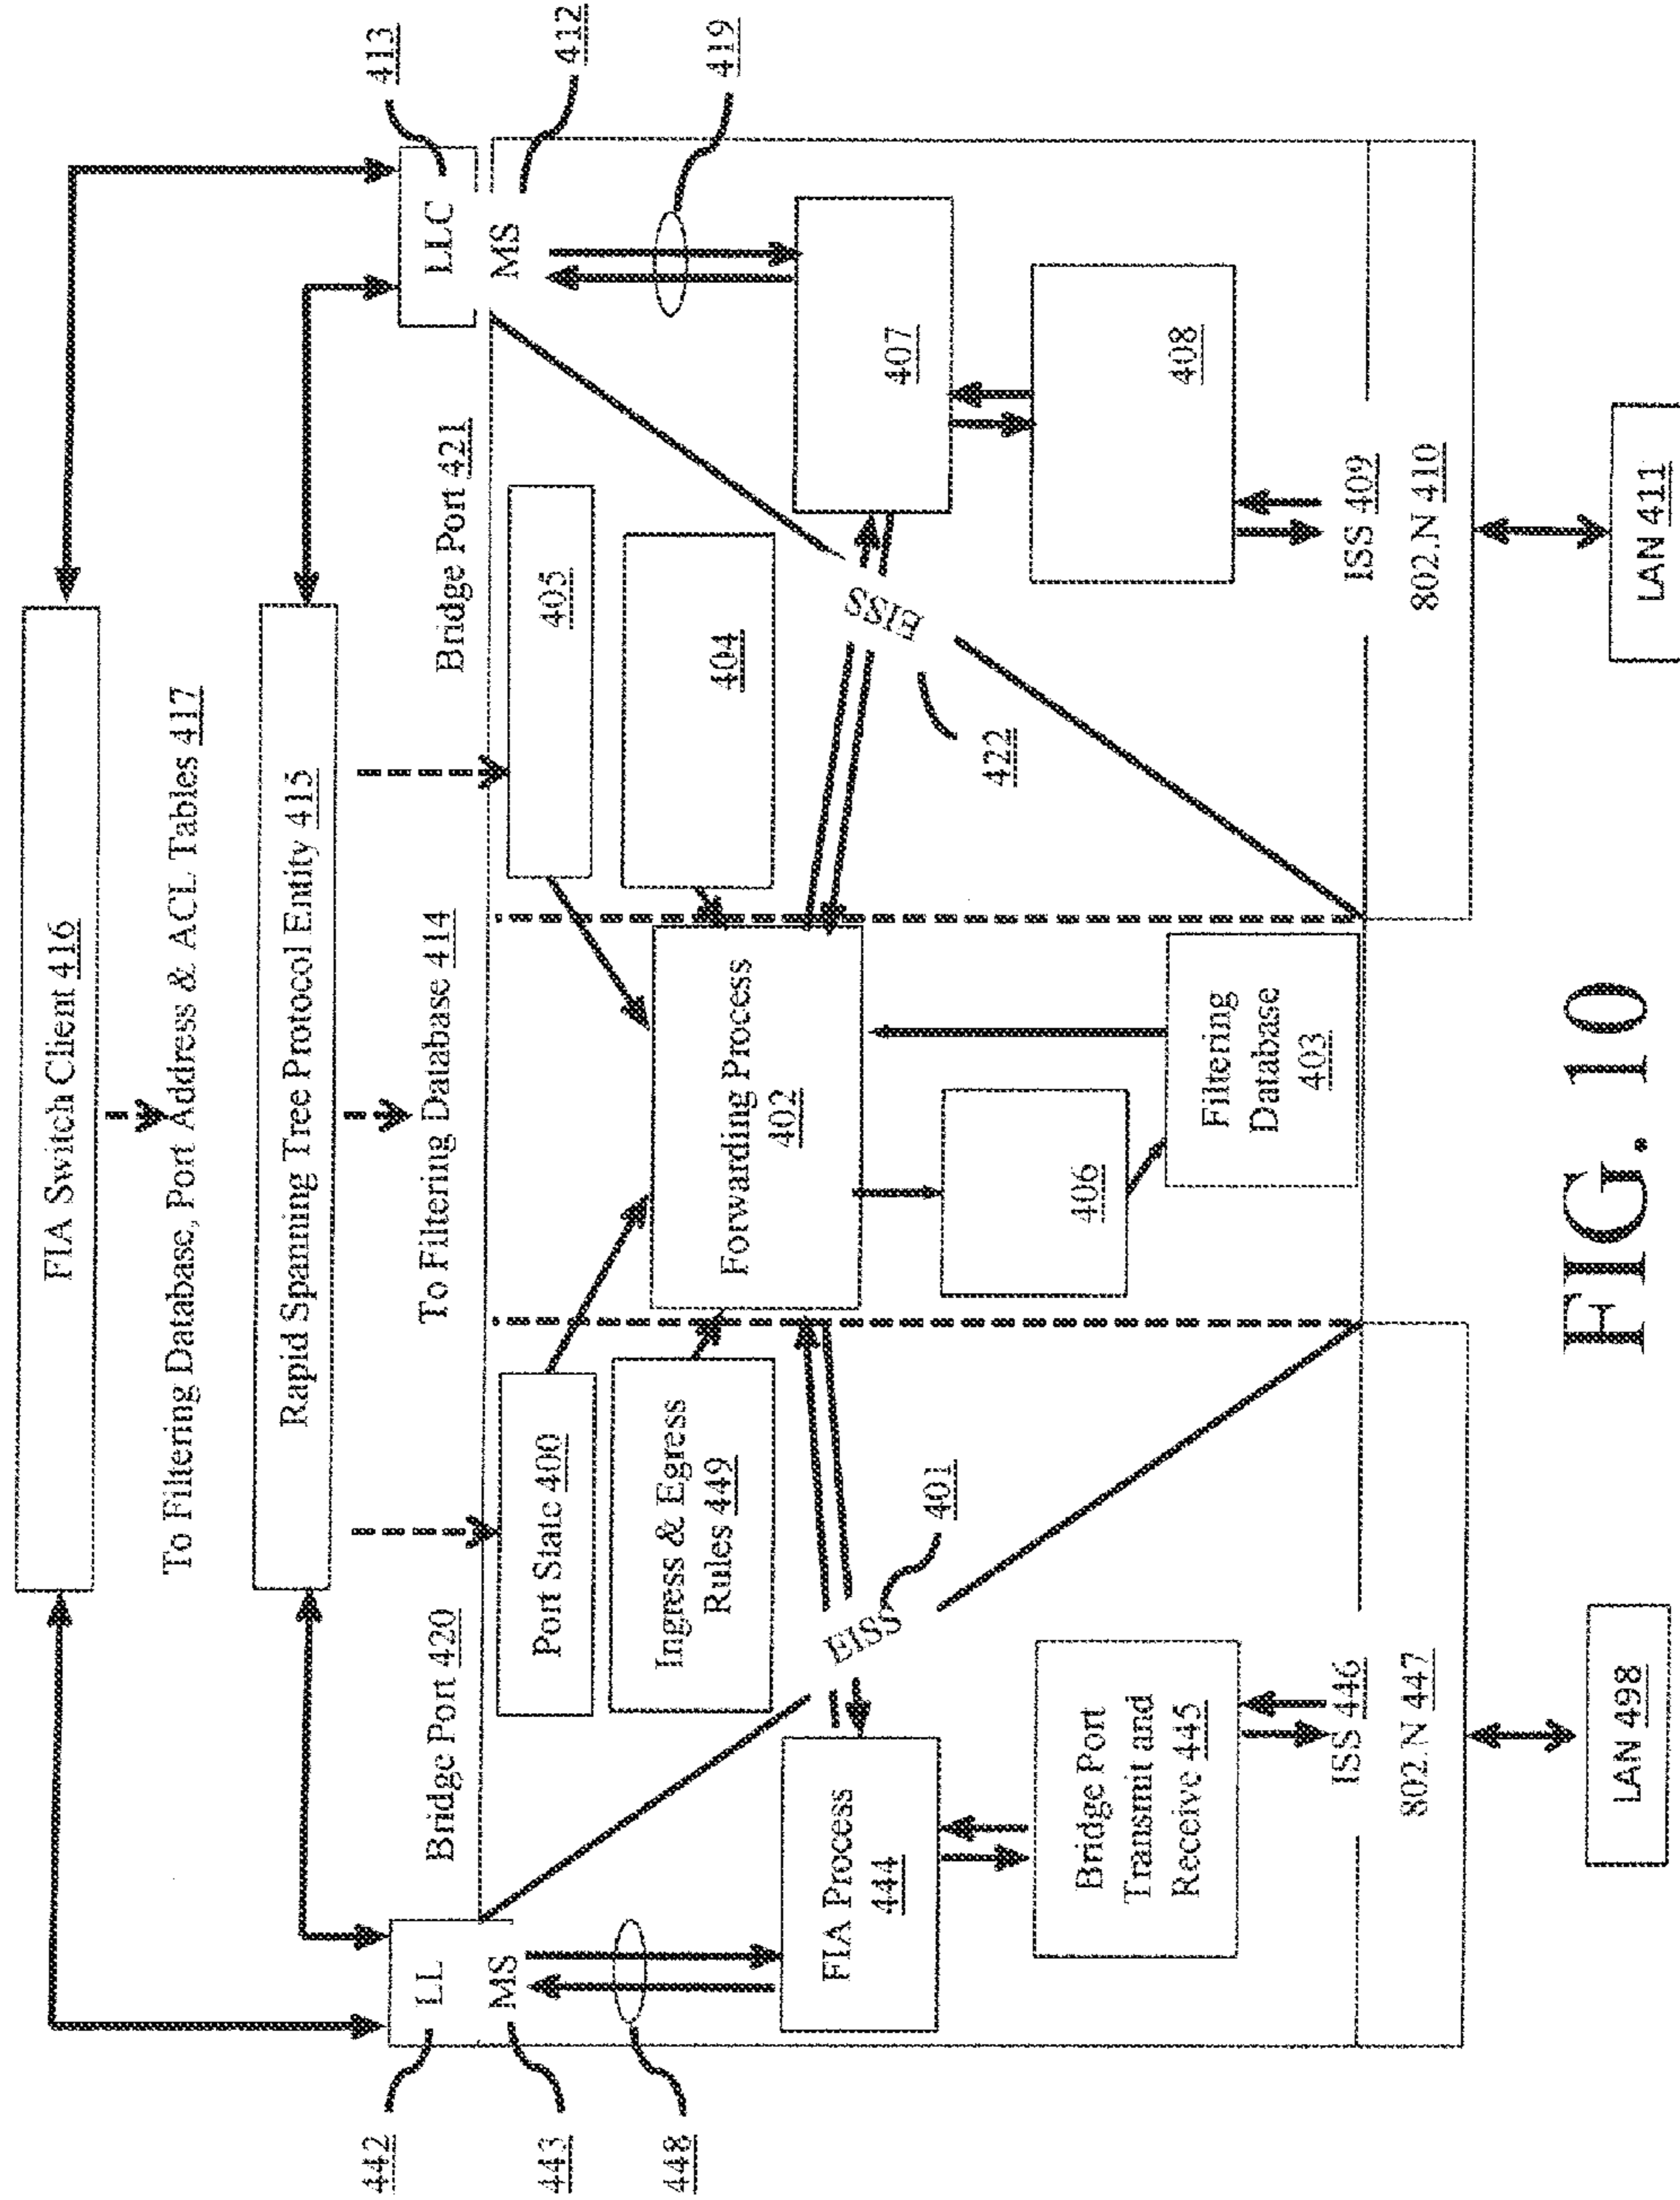 FIA Switch Client 416
To Filtering Database, Port Address & ACL Tables 417
Rapid Spanning Tree Protocol Entity 415
To Filtering Database 414
Bridge Port 420
Bridge Port 421
442
LL
443
MS
448
LLC
413
MS
412
419
Port State 400
405
Ingress & Egress
Rules 449
404
Forwarding Process
402
FIA Process
444
EISS
401
EISS
422
407
Bridge Port
Transmit and
Receive 445
406
408
Filtering
Database
403
ISS 446
802.N 447
ISS 409
802.N 410
LAN 498
LAN 411
FIG. 10